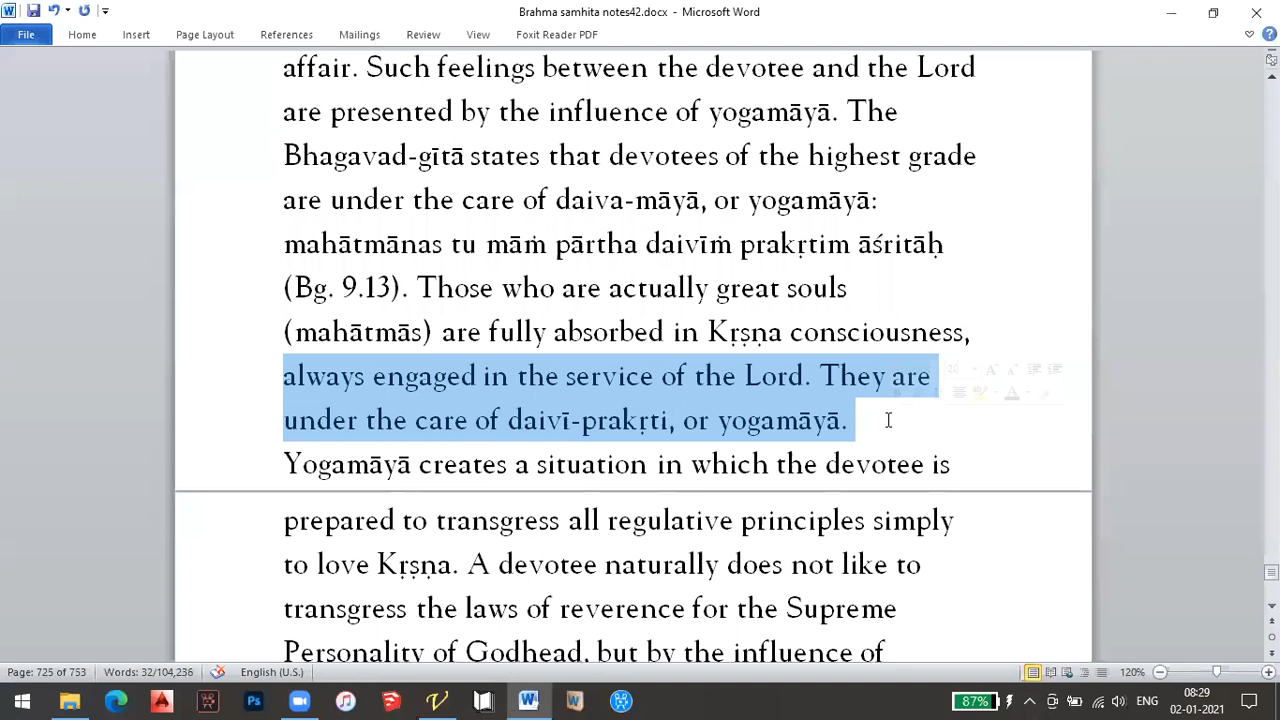 Brahma samhita notes42.docx - Microsoft Word
File Home Insert Page Layout References Mailings Review View Foxit Reader PDF
affair. Such feelings between the devotee and the Lord
are presented by the influence of yogamāyā. The
Bhagavad-gītā states that devotees of the highest grade
are under the care of daiva-māyā, or yogamāyā:
mahātmānas tu māṁ pārtha daivīṁ prakṛtim āśritāḥ
(Bg. 9.13). Those who are actually great souls
(mahātmās) are fully absorbed in Kṛṣṇa consciousness,
always engaged in the service of the Lord. They are
under the care of daivī-prakṛti, or yogamāyā.
Yogamāyā creates a situation in which the devotee is
prepared to transgress all regulative principles simply
to love Kṛṣṇa. A devotee naturally does not like to
transgress the laws of reverence for the Supreme
Personality of Godhead, but by the influence of
Page: 725 of 753 Words: 32/104,236 English (U.S.) 120%
87% ENG 08:29
02-01-2021